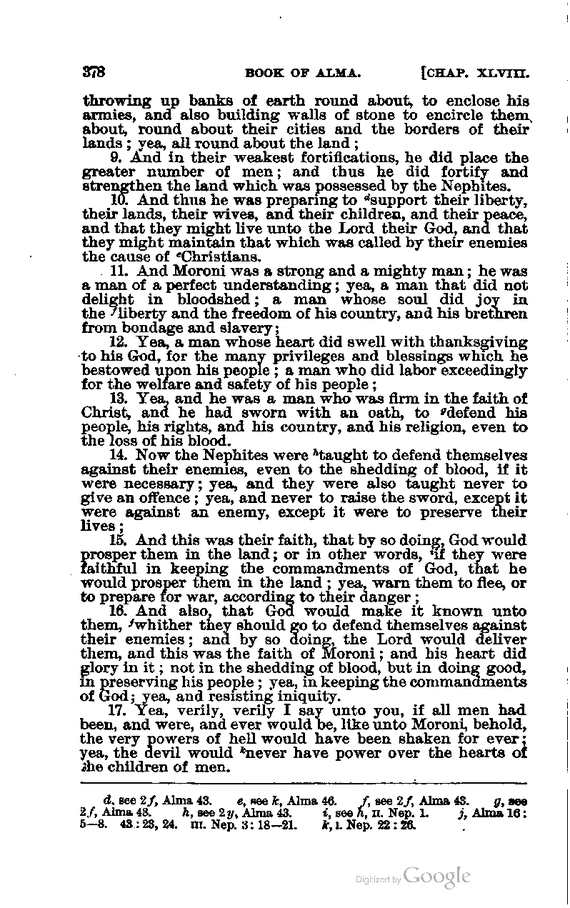 378 BOOK OF ALMA. [CHAP. XLVIII.
throwing up banks of earth round about, to enclose his
armies, and also building walls of stone to encircle them,
about, round about their cities and the borders of their
lands; yea, all round about the land;
9. And in their weakest fortifications, he did place the
greater number of men; and thus he did fortify and
strengthen the land which was possessed by the Nephites.
10. And thus he was preparing to dsupport their liberty,
their lands, their wives, and their children, and their peace,
and that they might live unto the Lord their God, and that
they might maintain that which was called by their enemies
the cause of eChristians.
11. And Moroni was a strong and a mighty man; he was
a man of a perfect understanding; yea, a man that did not
delight in bloodshed; a man whose soul did joy in
the fliberty and the freedom of his country, and his brethren
from bondage and slavery;
12. Yea, a man whose heart did swell with thanksgiving
to his God, for the many privileges and blessings which he
bestowed upon his people; a man who did labor exceedingly
for the welfare and safety of his people;
13. Yea, and he was a man who was firm in the faith of
Christ, and he had sworn with an oath, to gdefend his
people, his rights, and his country, and his religion, even to
the loss of his blood.
14. Now the Nephites were htaught to defend themselves
against their enemies, even to the shedding of blood, if it
were necessary; yea, and they were also taught never to
give an offence; yea, and never to raise the sword, except it
were against an enemy, except it were to preserve their
lives;
15. And this was their faith, that by so doing, God would
prosper them in the land; or in other words, iif they were
faithful in keeping the commandments of God, that he
would prosper them in the land; yea, warn them to flee, or
to prepare for war, according to their danger;
16. And also, that God would make it known unto
them, jwhither they should go to defend themselves against
their enemies; and by so doing, the Lord would deliver
them, and this was the faith of Moroni; and his heart did
glory in it; not in the shedding of blood, but in doing good,
in preserving his people; yea, in keeping the commandments
of God; yea, and resisting iniquity.
17. Yea, verily, verily I say unto you, if all men had
been, and were, and ever would be, like unto Moroni, behold,
the very powers of hell would have been shaken for ever;
yea, the devil would knever have power over the hearts of
the children of men.
d, see 2f, Alma 43. e, see k, Alma 46. f, see 2f, Alma 43. g, see
2f, Alma 43. h, see 2g, Alma 43. i, see h, II. Nep. 1. j, Alma 16:
5—8. 43: 23, 24. III. Nep. 3: 18—21. k, I. Nep. 22: 26.
Digitized by Google